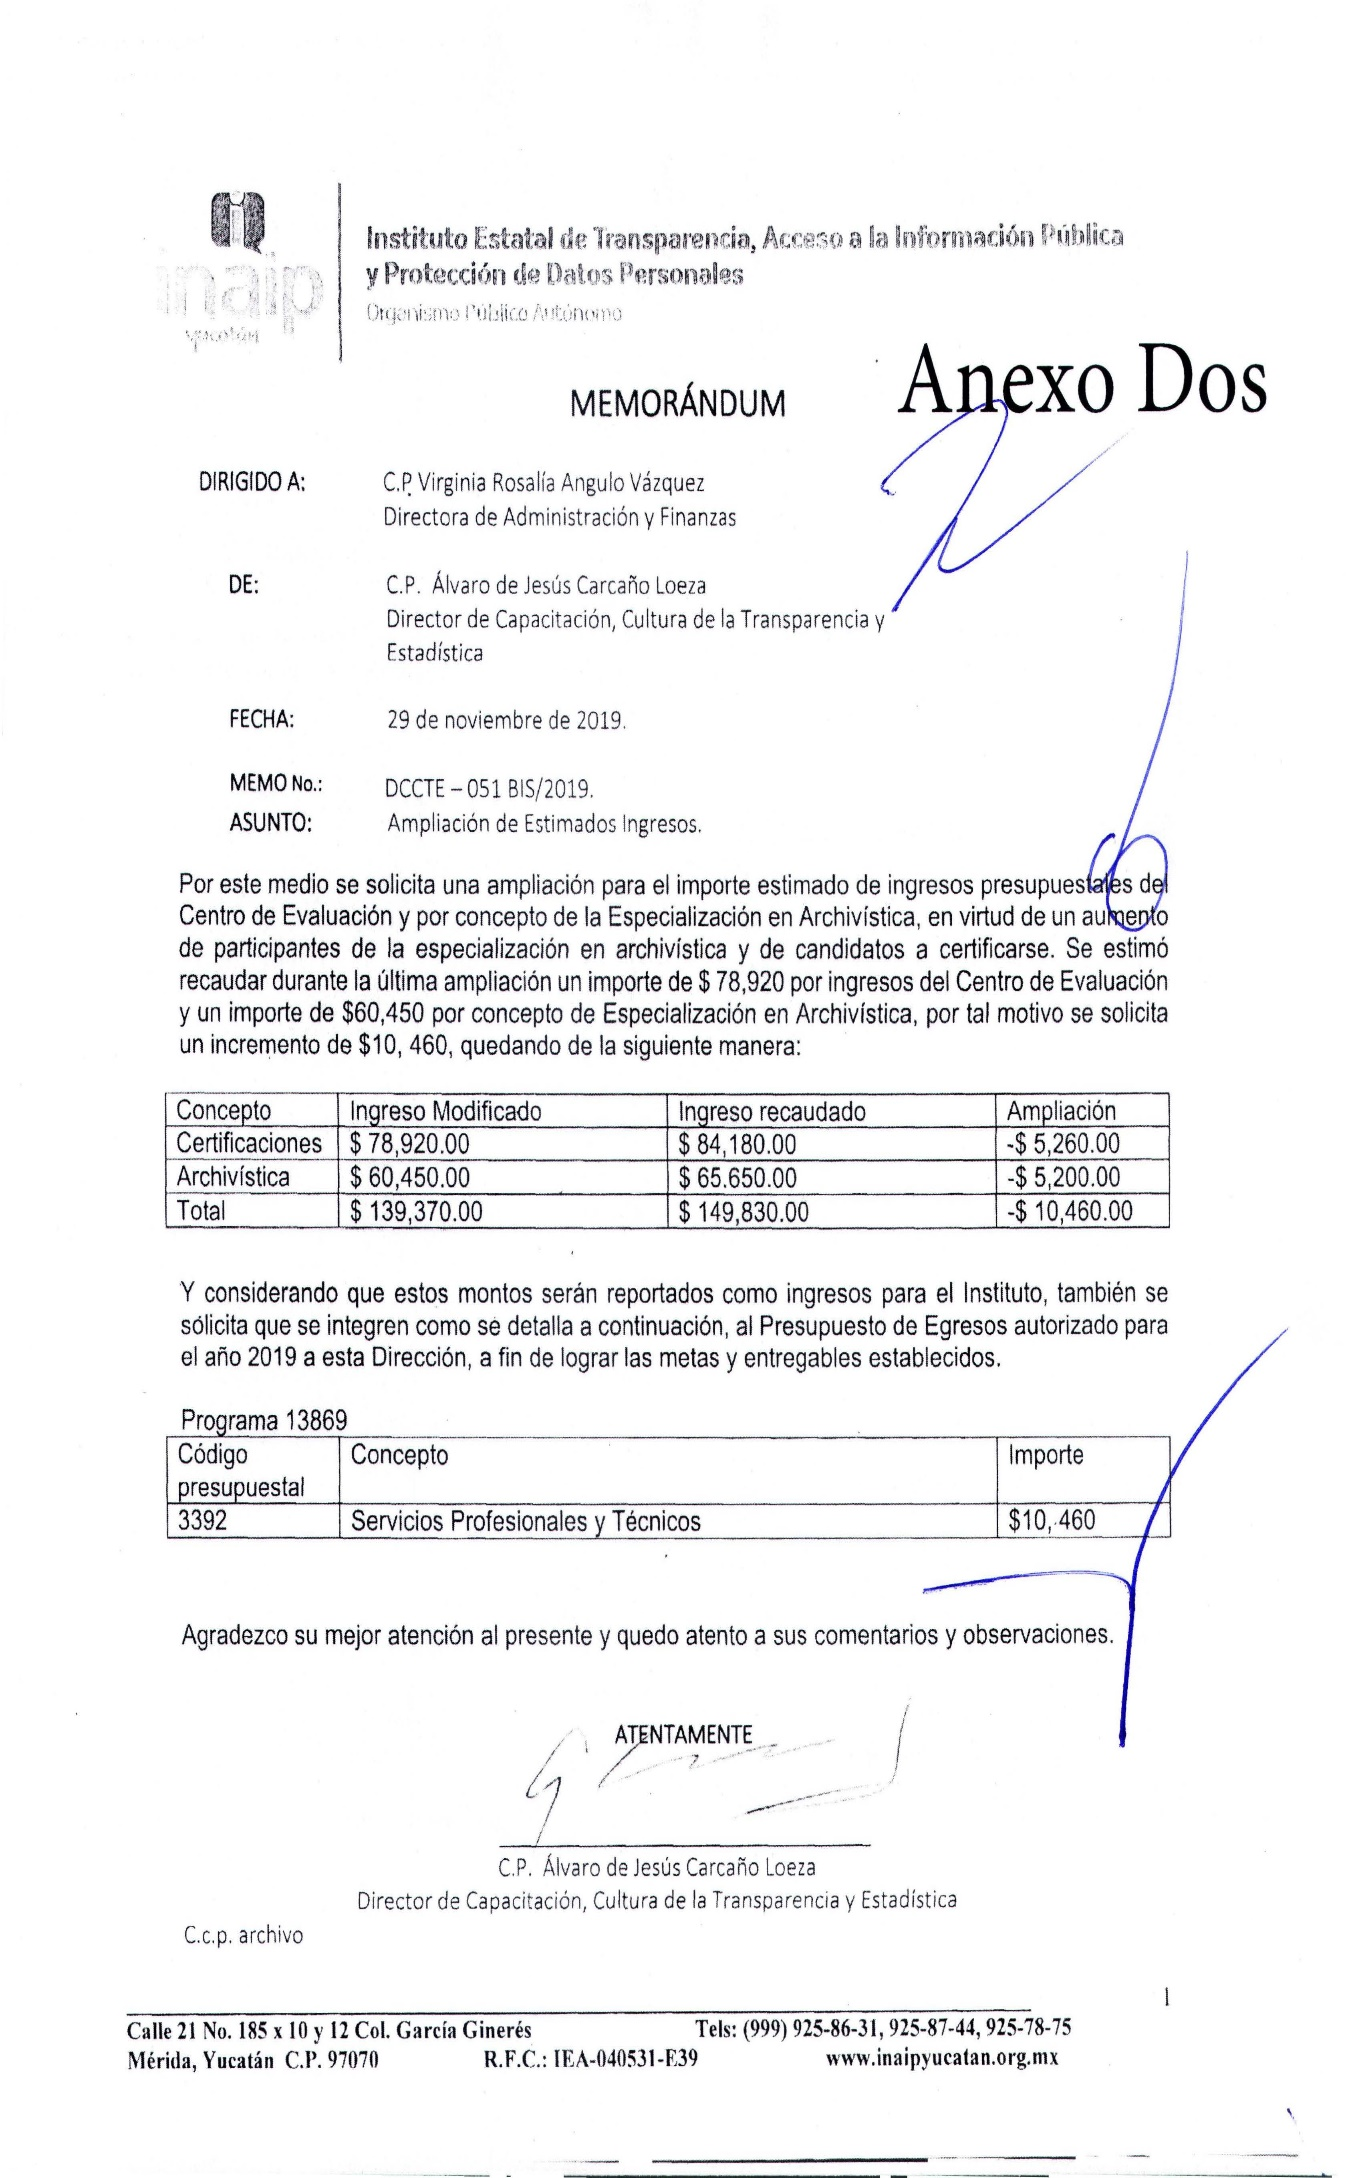 inaip
yucatán
Instituto Estatal de Transparencia, Acceso a la Información Pública
y Protección de Datos Personales
Organismo Público Autónomo
Anexo Dos
MEMORÁNDUM
DIRIGIDO A: C.P. Virginia Rosalía Angulo Vázquez
Directora de Administración y Finanzas
DE: C.P. Álvaro de Jesús Carcaño Loeza
Director de Capacitación, Cultura de la Transparencia y
Estadística
FECHA: 29 de noviembre de 2019.
MEMO No.: DCCTE – 051 BIS/2019.
ASUNTO: Ampliación de Estimados Ingresos.
Por este medio se solicita una ampliación para el importe estimado de ingresos presupuestales del
Centro de Evaluación y por concepto de la Especialización en Archivística, en virtud de un aumento
de participantes de la especialización en archivística y de candidatos a certificarse. Se estimó
recaudar durante la última ampliación un importe de $ 78,920 por ingresos del Centro de Evaluación
y un importe de $60,450 por concepto de Especialización en Archivística, por tal motivo se solicita
un incremento de $10, 460, quedando de la siguiente manera:
Concepto Ingreso Modificado Ingreso recaudado Ampliación
Certificaciones $ 78,920.00 $ 84,180.00 -$ 5,260.00
Archivística $ 60,450.00 $ 65.650.00 -$ 5,200.00
Total $ 139,370.00 $ 149,830.00 -$ 10,460.00
Y considerando que estos montos serán reportados como ingresos para el Instituto, también se
sólicita que se integren como se detalla a continuación, al Presupuesto de Egresos autorizado para
el año 2019 a esta Dirección, a fin de lograr las metas y entregables establecidos.
Programa 13869
Código Concepto Importe
presupuestal
3392 Servicios Profesionales y Técnicos $10, 460
Agradezco su mejor atención al presente y quedo atento a sus comentarios y observaciones.
ATENTAMENTE
C.P. Álvaro de Jesús Carcaño Loeza
Director de Capacitación, Cultura de la Transparencia y Estadística
C.c.p. archivo
1
Calle 21 No. 185 x 10 y 12 Col. García Ginerés Tels: (999) 925-86-31, 925-87-44, 925-78-75
Mérida, Yucatán C.P. 97070 R.F.C.: IEA-040531-E39 www.inaipyucatan.org.mx